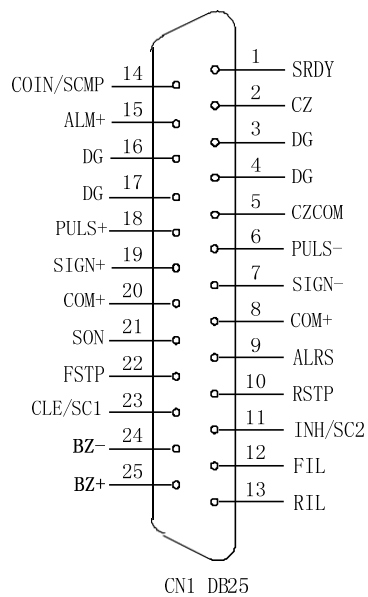 1 SRDY
14 COIN/SCMP
2 CZ
15 ALM+
3 DG
16 DG
4 DG
17 DG
5 CZCOM
18 PULS+
6 PULS-
19 SIGN+
7 SIGN-
20 COM+
8 COM+
21 SON
9 ALRS
22 FSTP
10 RSTP
23 CLE/SC1
11 INH/SC2
24 BZ-
12 FIL
25 BZ+
13 RIL
CN1 DB25